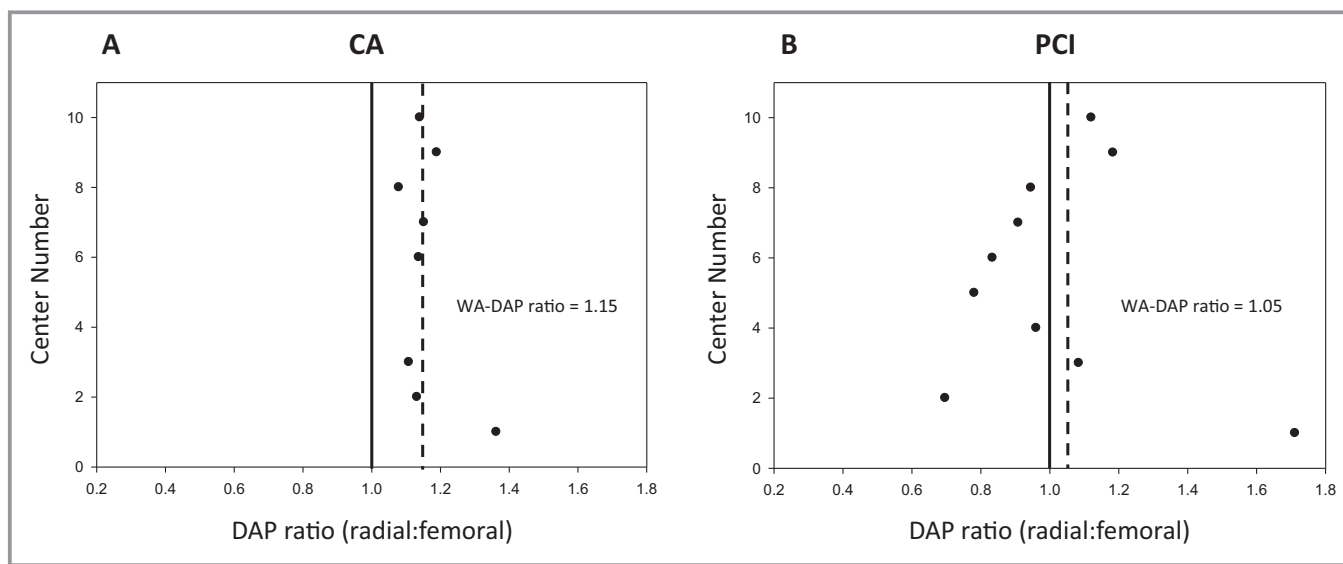 A
CA
10
8
6
4
2
0
Center Number
WA-DAP ratio = 1.15
0.2 0.4 0.6 0.8 1.0 1.2 1.4 1.6 1.8
DAP ratio (radial:femoral)
B
PCI
10
8
6
4
2
0
Center Number
WA-DAP ratio = 1.05
0.2 0.4 0.6 0.8 1.0 1.2 1.4 1.6 1.8
DAP ratio (radial:femoral)